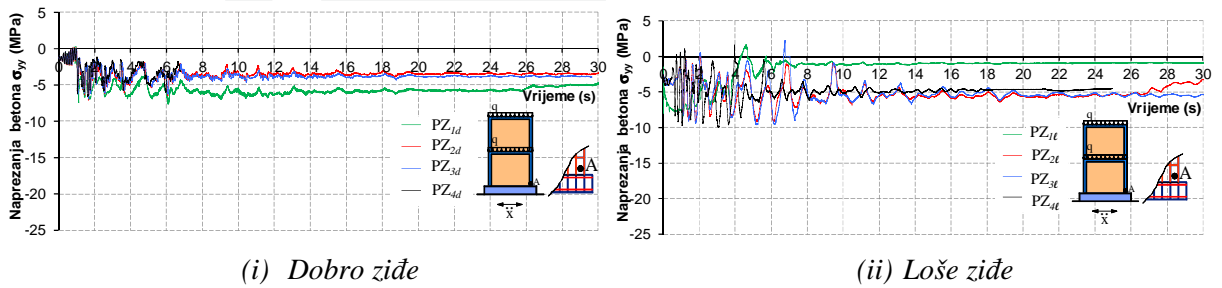 Naprezanja betona σyy (MPa)
5
0
-5
-10
-15
-20
-25
0 2 4 6 8 10 12 14 16 18 20 22 24 26 28 30
Vrijeme (s)
PZ1d
PZ2d
PZ3d
PZ4d
q
q
A
ẍ
A
(i) Dobro ziđe
Naprezanja betona σyy (MPa)
5
0
-5
-10
-15
-20
-25
0 2 4 6 8 10 12 14 16 18 20 22 24 26 28 30
Vrijeme (s)
PZ1ℓ
PZ2ℓ
PZ3ℓ
PZ4ℓ
q
q
A
ẍ
A
(ii) Loše ziđe